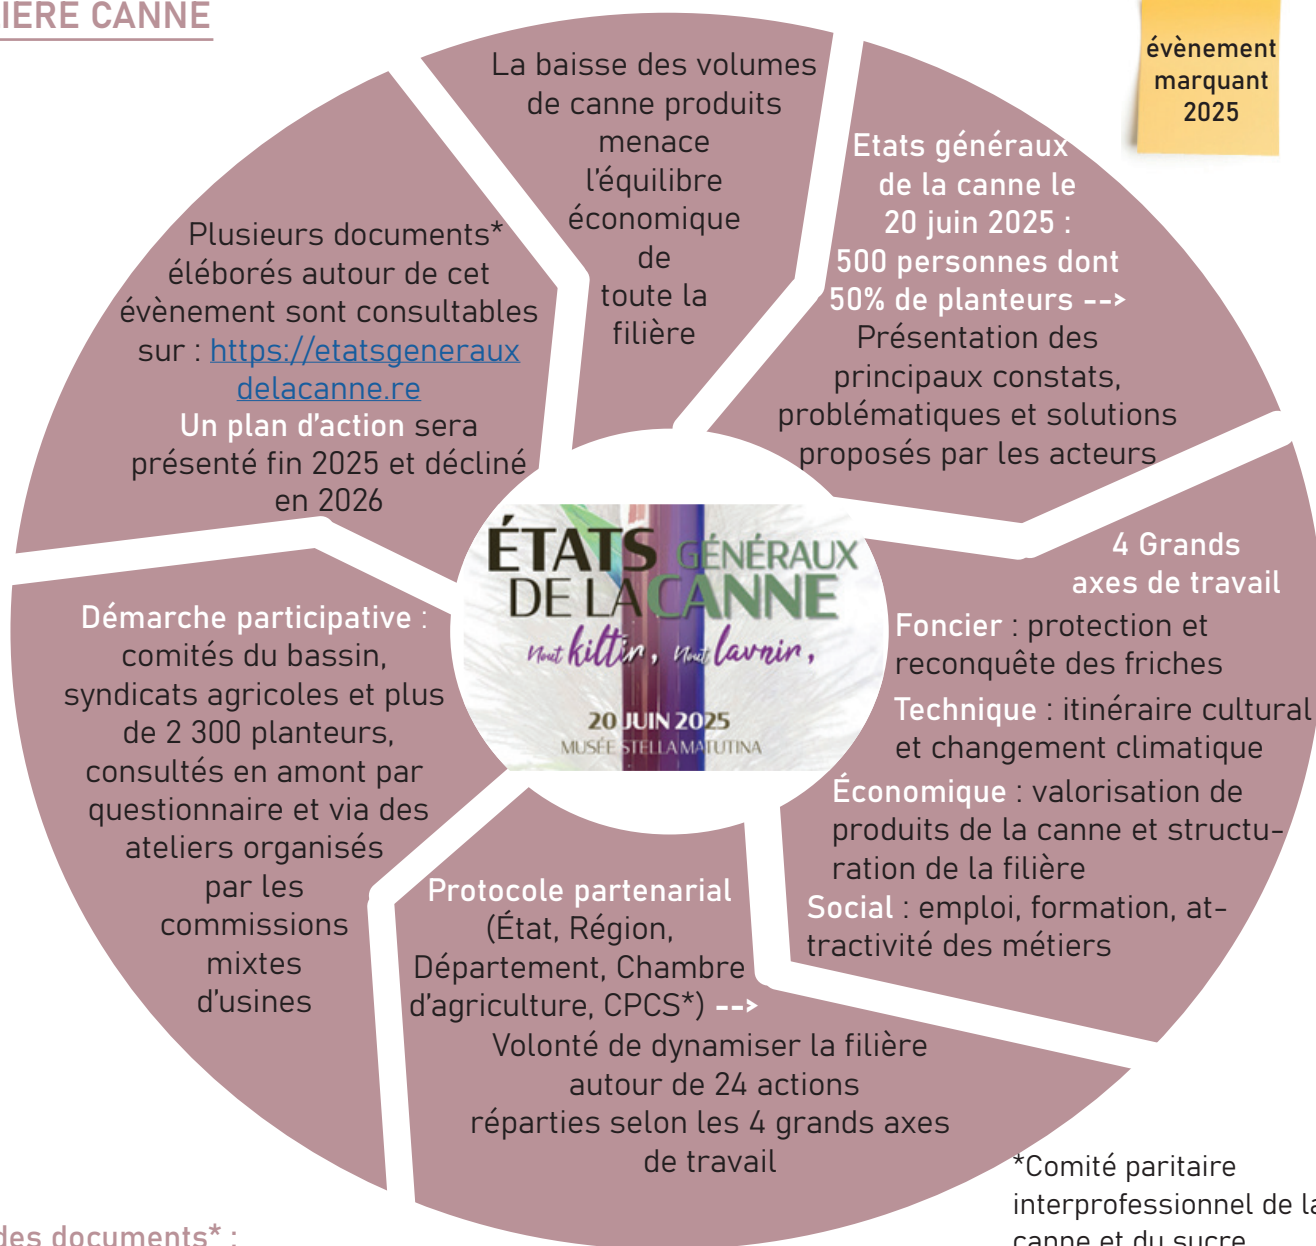 IERE CANNE
évènement
marquant
2025
La baisse des volumes
de canne produits
menace
l'équilibre
économique
de
toute la
filière
Etats généraux
de la canne le
20 juin 2025 :
500 personnes dont
50% de planteurs -->
Présentation des
principaux constats,
problématiques et solutions
proposés par les acteurs
4 Grands
axes de travail
Foncier : protection et
reconquête des friches
Technique : itinéraire cultural
et changement climatique
Économique : valorisation de
produits de la canne et structu-
ration de la filière
Social : emploi, formation, at-
tractivité des métiers
Protocole partenarial
(État, Région,
Département, Chambre
d'agriculture, CPCS*) -->
Volonté de dynamiser la filière
autour de 24 actions
réparties selon les 4 grands axes
de travail
Démarche participative :
comités du bassin,
syndicats agricoles et plus
de 2 300 planteurs,
consultés en amont par
questionnaire et via des
ateliers organisés
par les
commissions
mixtes
d'usines
Plusieurs documents*
éléborés autour de cet
évènement sont consultables
sur : https://etatsgeneraux
delacanne.re
Un plan d'action sera
présenté fin 2025 et décliné
en 2026
ÉTATS GÉNÉRAUX
DE LA CANNE
Nout kiltir, Nout lavnir,
20 JUIN 2025
MUSÉE STELLA MATUTINA
*Comité paritaire
interprofessionnel de la
canne et du sucre
des documents* :